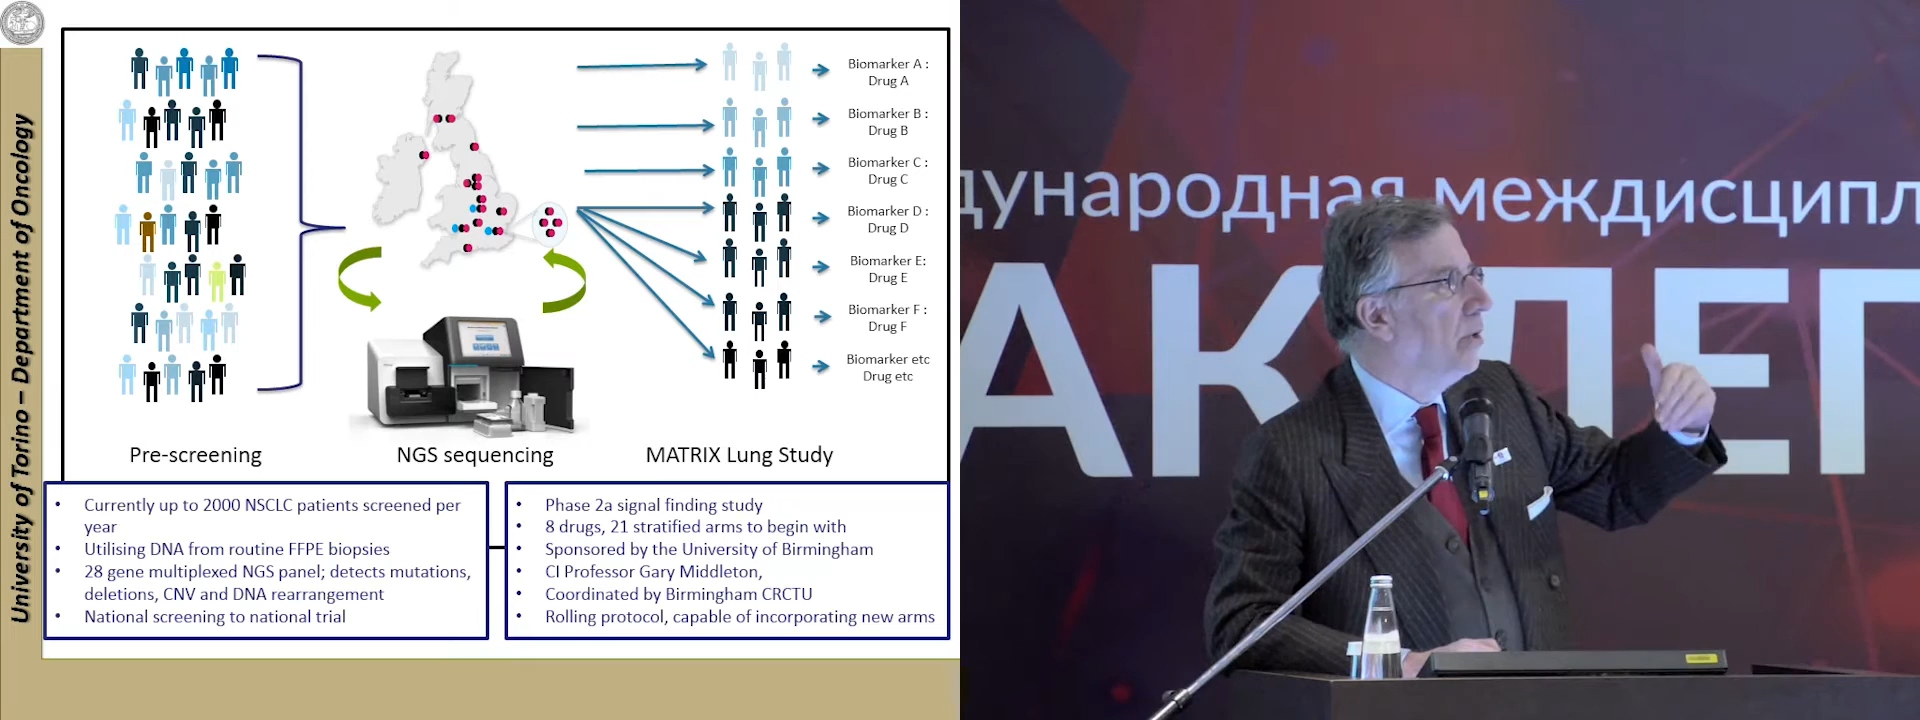 University of Torino – Department of Oncology
Biomarker A :
Drug A
Biomarker B :
Drug B
Biomarker C :
Drug C
Biomarker D :
Drug D
Biomarker E:
Drug E
Biomarker F :
Drug F
Biomarker etc
Drug etc
Pre-screening
NGS sequencing
MATRIX Lung Study
• Currently up to 2000 NSCLC patients screened per
year
• Utilising DNA from routine FFPE biopsies
• 28 gene multiplexed NGS panel; detects mutations,
deletions, CNV and DNA rearrangement
• National screening to national trial
• Phase 2a signal finding study
• 8 drugs, 21 stratified arms to begin with
• Sponsored by the University of Birmingham
• CI Professor Gary Middleton,
• Coordinated by Birmingham CRCTU
• Rolling protocol, capable of incorporating new arms
дународная междисципл